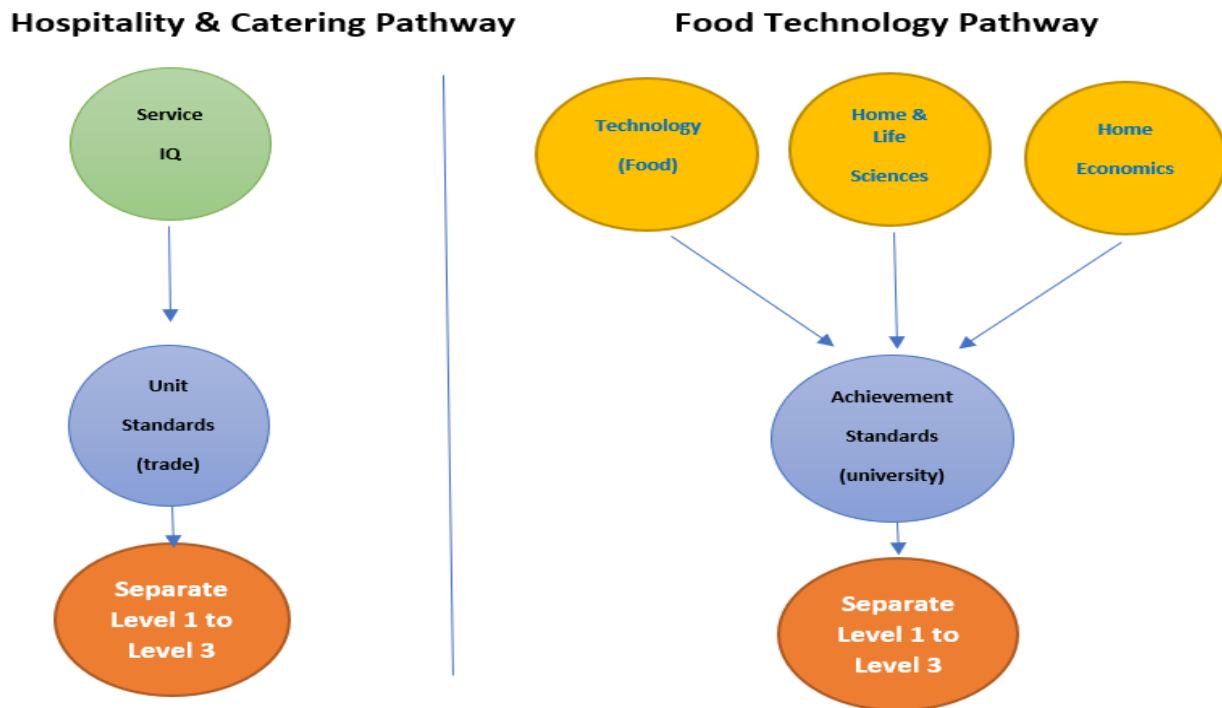 Hospitality & Catering Pathway
Service
IQ
Unit
Standards
(trade)
Separate
Level 1 to
Level 3
Food Technology Pathway
Technology
(Food)
Home &
Life
Sciences
Home
Economics
Achievement
Standards
(university)
Separate
Level 1 to
Level 3